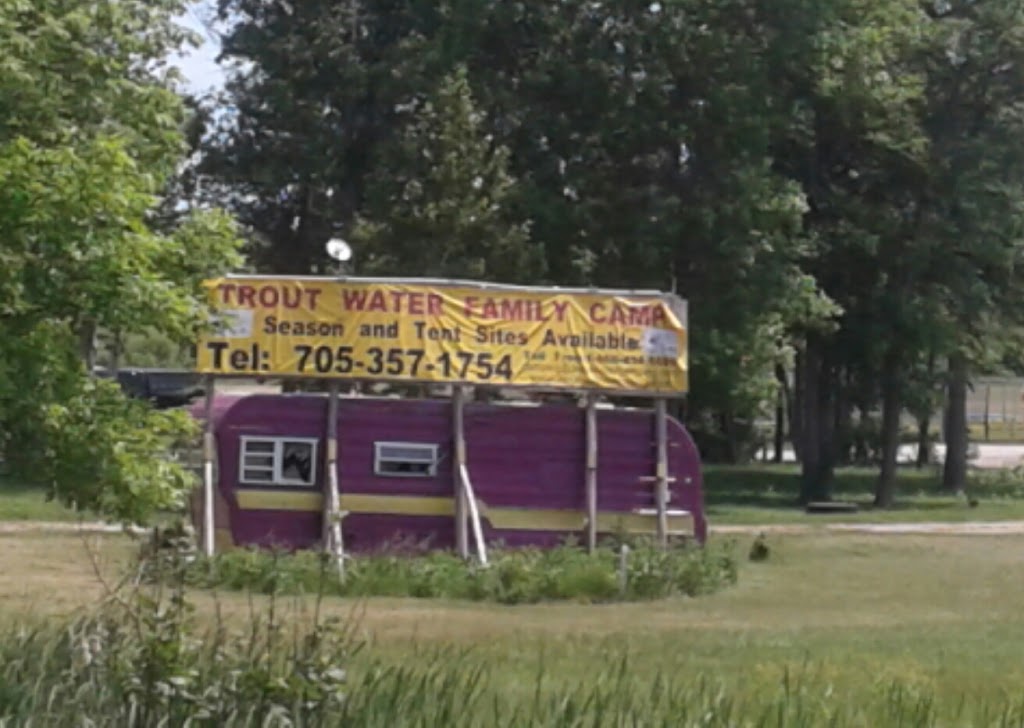 TROUT WATER FAMILY CAMP
Season and Tent Sites Available
Tel: 705-357-1754